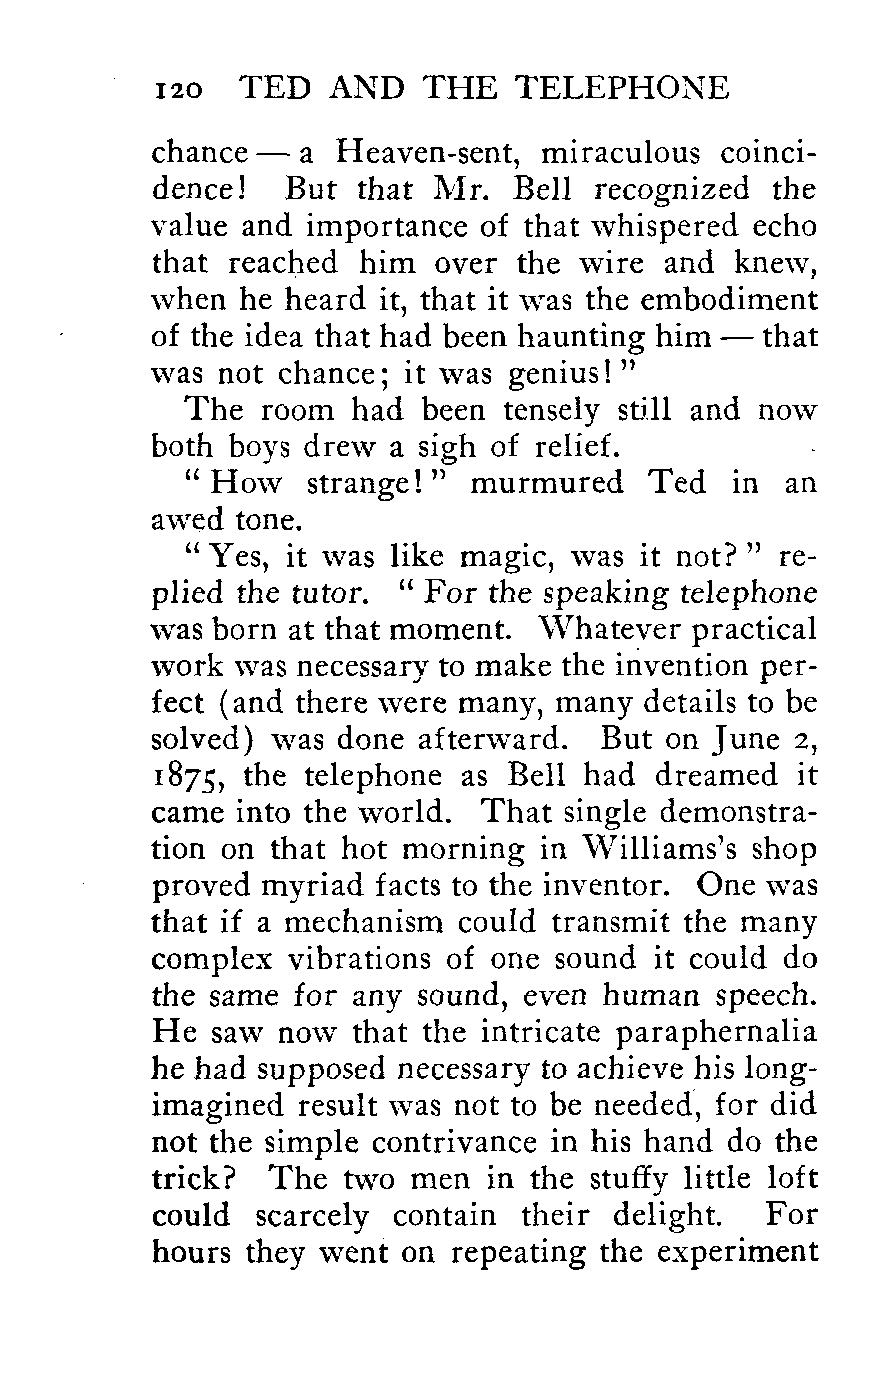 120 TED AND THE TELEPHONE
chance — a Heaven-sent, miraculous coinci-
dence! But that Mr. Bell recognized the
value and importance of that whispered echo
that reached him over the wire and knew,
when he heard it, that it was the embodiment
of the idea that had been haunting him — that
was not chance; it was genius!"
The room had been tensely still and now
both boys drew a sigh of relief.
"How strange!" murmured Ted in an
awed tone.
"Yes, it was like magic, was it not?" re-
plied the tutor. "For the speaking telephone
was born at that moment. Whatever practical
work was necessary to make the invention per-
fect (and there were many, many details to be
solved) was done afterward. But on June 2,
1875, the telephone as Bell had dreamed it
came into the world. That single demonstra-
tion on that hot morning in Williams's shop
proved myriad facts to the inventor. One was
that if a mechanism could transmit the many
complex vibrations of one sound it could do
the same for any sound, even human speech.
He saw now that the intricate paraphernalia
he had supposed necessary to achieve his long-
imagined result was not to be needed, for did
not the simple contrivance in his hand do the
trick? The two men in the stuffy little loft
could scarcely contain their delight. For
hours they went on repeating the experiment